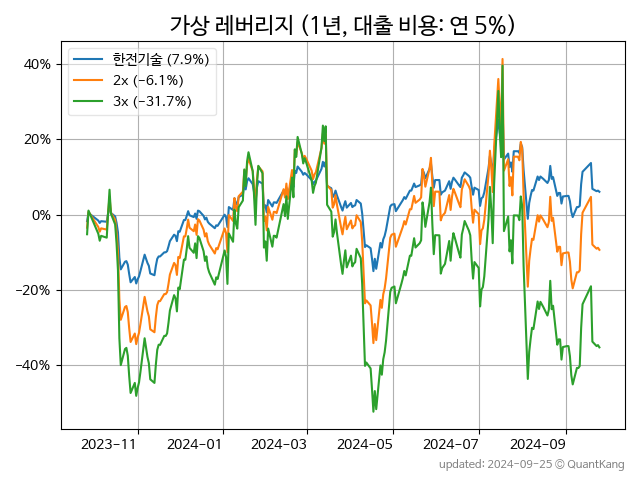 가상 레버리지 (1년, 대출 비용: 연 5%)
한전기술 (7.9%)
2x (−6.1%)
3x (−31.7%)
40%
20%
0%
−20%
−40%
2023-11 2024-01 2024-03 2024-05 2024-07 2024-09
updated: 2024-09-25 © QuantKang